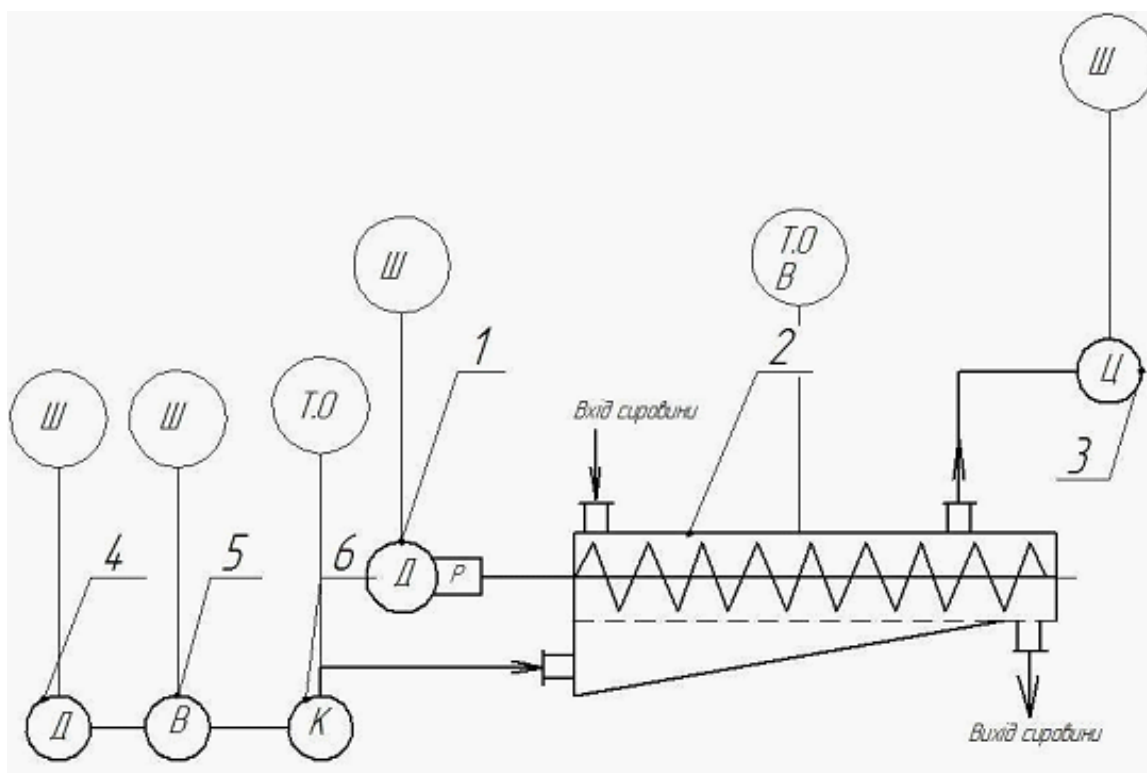 Ш
Т.О
В
Ш
1
2
Ц
Ш
Ш
Т.О
Вхід сировини
3
4
5
6
Д
Р
Д
В
К
Вихід сировини